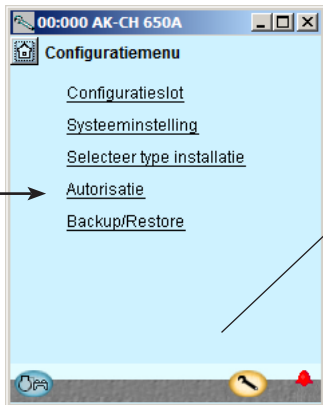 00:000 AK-CH 650A
Configuratiemenu
Configuratieslot
Systeeminstelling
Selecteer type installatie
Autorisatie
Backup/Restore